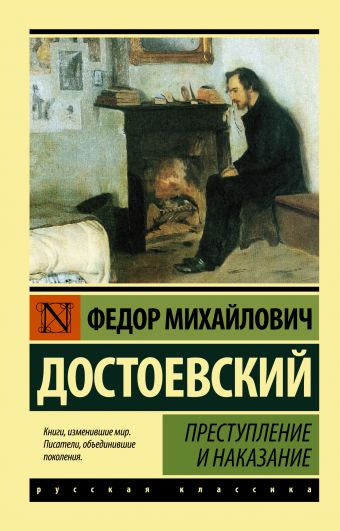 N
ФЕДОР МИХАЙЛОВИЧ
ДОСТОЕВСКИЙ
Книги, изменившие мир.
Писатели, объединившие
поколения.
ПРЕСТУПЛЕНИЕ
И НАКАЗАНИЕ
русская классика